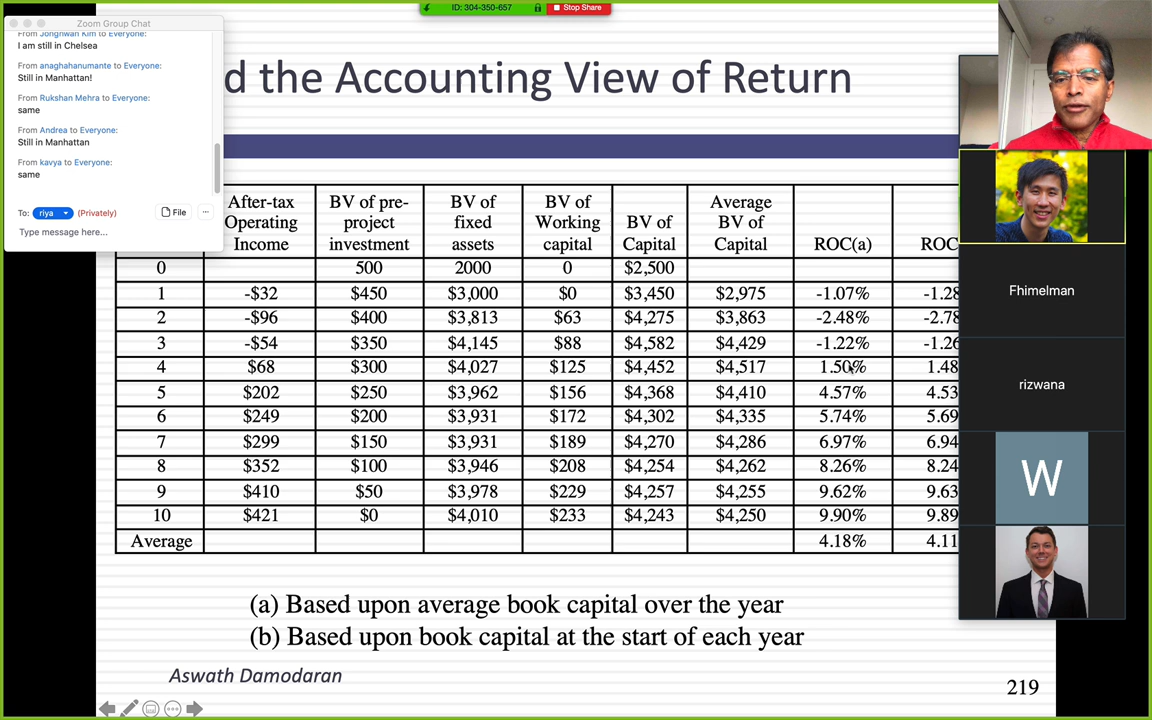 ID: 304-350-657
Stop Share
Zoom Group Chat
From Jonghwan Kim to Everyone:
I am still in Chelsea
From anaghahanumante to Everyone:
Still in Manhattan!
From Rukshan Mehra to Everyone:
same
From Andrea to Everyone:
Still in Manhattan
From kavya to Everyone:
same
To: riya (Privately) File ...
Type message here...
d the Accounting View of Return
After-tax Operating Income BV of pre-project investment BV of fixed assets BV of Working capital BV of Capital Average BV of Capital ROC(a) ROC
0 500 2000 0 $2,500
1 -$32 $450 $3,000 $0 $3,450 $2,975 -1.07% -1.28
2 -$96 $400 $3,813 $63 $4,275 $3,863 -2.48% -2.78
3 -$54 $350 $4,145 $88 $4,582 $4,429 -1.22% -1.26
4 $68 $300 $4,027 $125 $4,452 $4,517 1.50% 1.48
5 $202 $250 $3,962 $156 $4,368 $4,410 4.57% 4.53
6 $249 $200 $3,931 $172 $4,302 $4,335 5.74% 5.69
7 $299 $150 $3,931 $189 $4,270 $4,286 6.97% 6.94
8 $352 $100 $3,946 $208 $4,254 $4,262 8.26% 8.24
9 $410 $50 $3,978 $229 $4,257 $4,255 9.62% 9.63
10 $421 $0 $4,010 $233 $4,243 $4,250 9.90% 9.89
Average 4.18% 4.11
(a) Based upon average book capital over the year
(b) Based upon book capital at the start of each year
Aswath Damodaran
219
Fhimelman
rizwana
W